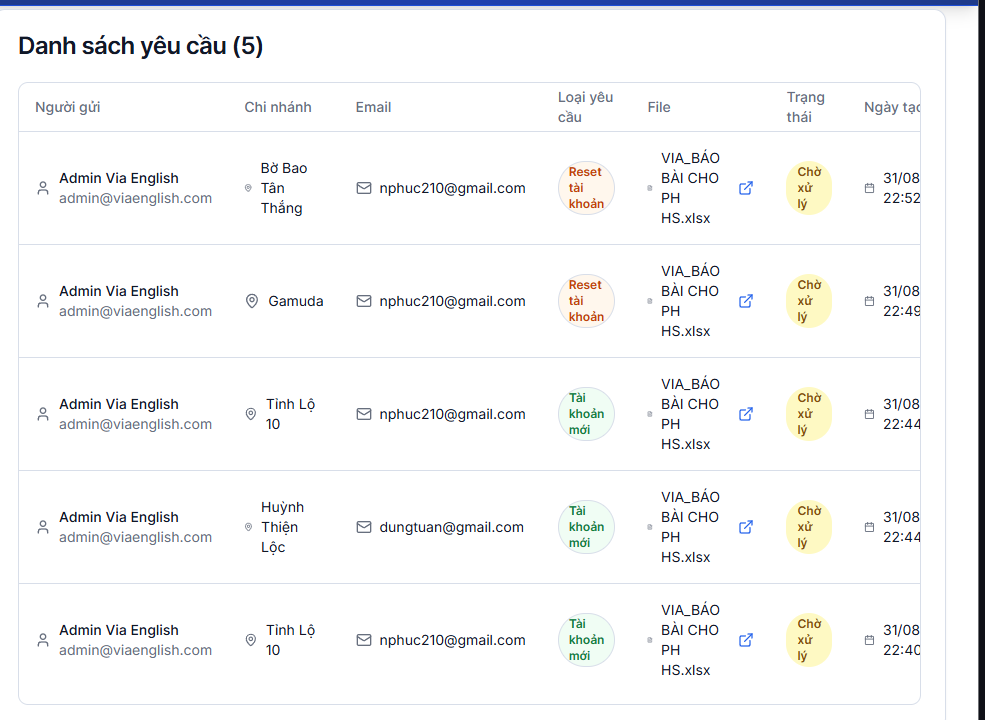 Danh sách yêu cầu (5)
Người gửi
Chi nhánh
Email
Loại yêu
cầu
File
Trạng
thái
Ngày tạo
Admin Via English
admin@viaenglish.com
Bờ Bao
Tân
Thắng
nphuc210@gmail.com
Reset
tài
khoản
VIA_BÁO
BÀI CHO
PH
HS.xlsx
Chờ
xử
lý
31/08
22:52
Admin Via English
admin@viaenglish.com
Gamuda
nphuc210@gmail.com
Reset
tài
khoản
VIA_BÁO
BÀI CHO
PH
HS.xlsx
Chờ
xử
lý
31/08
22:49
Admin Via English
admin@viaenglish.com
Tỉnh Lộ
10
nphuc210@gmail.com
Tài
khoản
mới
VIA_BÁO
BÀI CHO
PH
HS.xlsx
Chờ
xử
lý
31/08
22:44
Admin Via English
admin@viaenglish.com
Huỳnh
Thiện
Lộc
dungtuan@gmail.com
Tài
khoản
mới
VIA_BÁO
BÀI CHO
PH
HS.xlsx
Chờ
xử
lý
31/08
22:44
Admin Via English
admin@viaenglish.com
Tỉnh Lộ
10
nphuc210@gmail.com
Tài
khoản
mới
VIA_BÁO
BÀI CHO
PH
HS.xlsx
Chờ
xử
lý
31/08
22:40